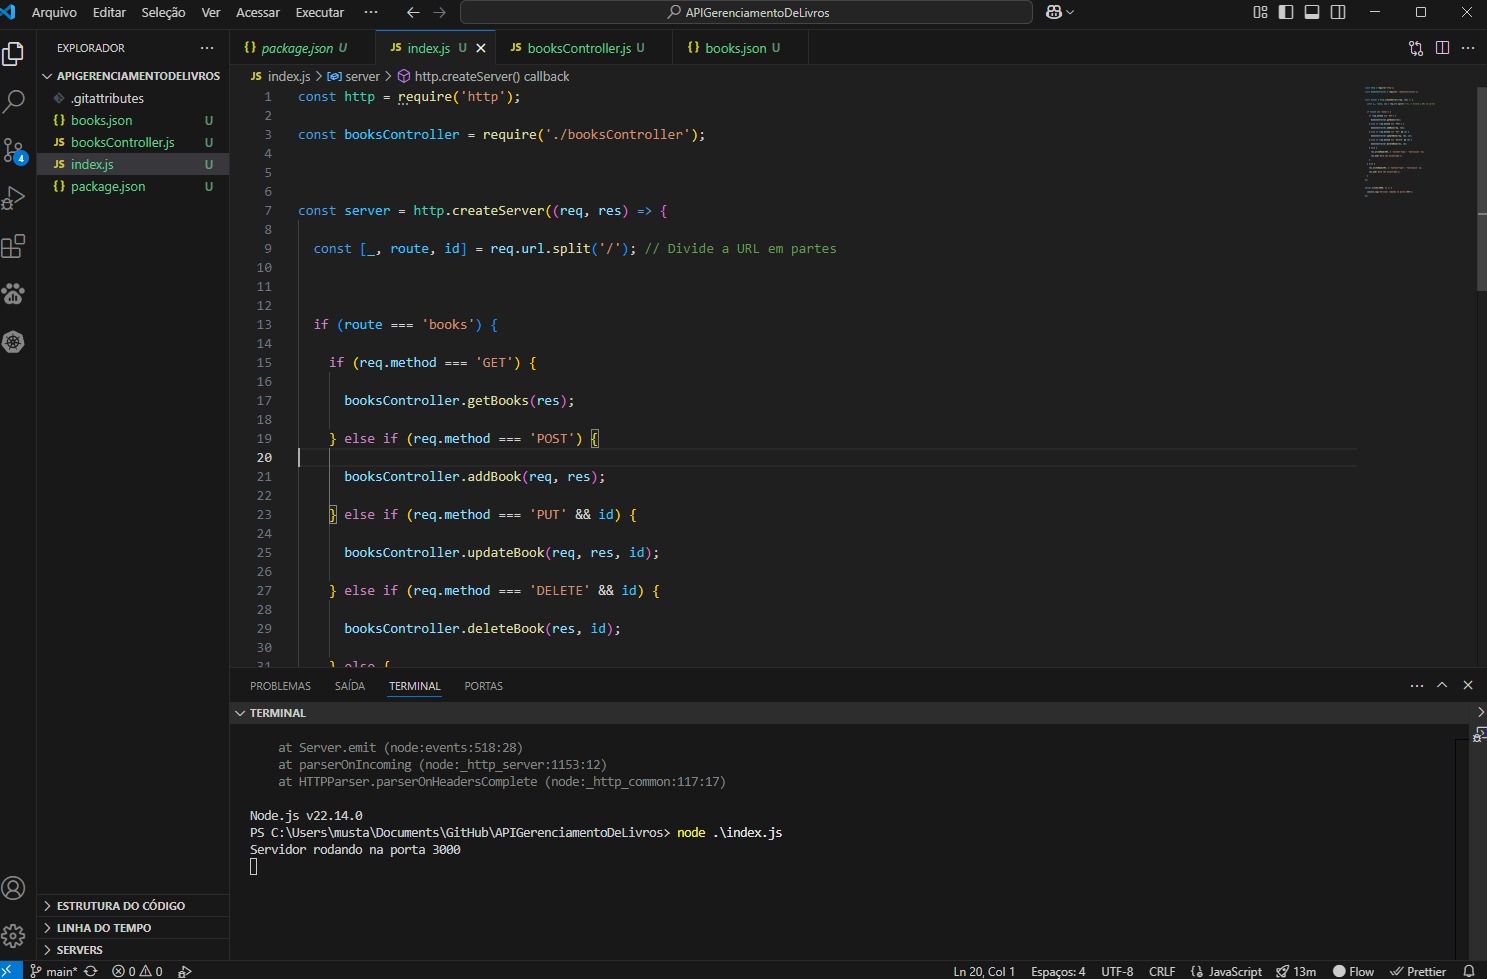 Arquivo Editar Seleção Ver Acessar Executar ··· APIGerenciamentoDeLivros
EXPLORADOR ···
APIGERENCIAMENTODELIVROS
.gitattributes
{} books.json U
JS booksController.js U
JS index.js U
{} package.json U
4
ESTRUTURA DO CÓDIGO
LINHA DO TEMPO
SERVERS
{} package.json U JS index.js U JS booksController.js U {} books.json U ···
JS index.js > server > http.createServer() callback
1 const http = require('http');
2
3 const booksController = require('./booksController');
4
5
6
7 const server = http.createServer((req, res) => {
8
9 const [_, route, id] = req.url.split('/'); // Divide a URL em partes
10
11
12
13 if (route === 'books') {
14
15 if (req.method === 'GET') {
16
17 booksController.getBooks(res);
18
19 } else if (req.method === 'POST') {
20
21 booksController.addBook(req, res);
22
23 } else if (req.method === 'PUT' && id) {
24
25 booksController.updateBook(req, res, id);
26
27 } else if (req.method === 'DELETE' && id) {
28
29 booksController.deleteBook(res, id);
30
31 } else {
PROBLEMAS SAÍDA TERMINAL PORTAS ···
TERMINAL
at Server.emit (node:events:518:28)
at parserOnIncoming (node:_http_server:1153:12)
at HTTPParser.parserOnHeadersComplete (node:_http_common:117:17)
Node.js v22.14.0
PS C:\Users\musta\Documents\GitHub\APIGerenciamentoDeLivros> node .\index.js
Servidor rodando na porta 3000
main* 0 0 Ln 20, Col 1 Espaços: 4 UTF-8 CRLF {} JavaScript 13m Flow Prettier